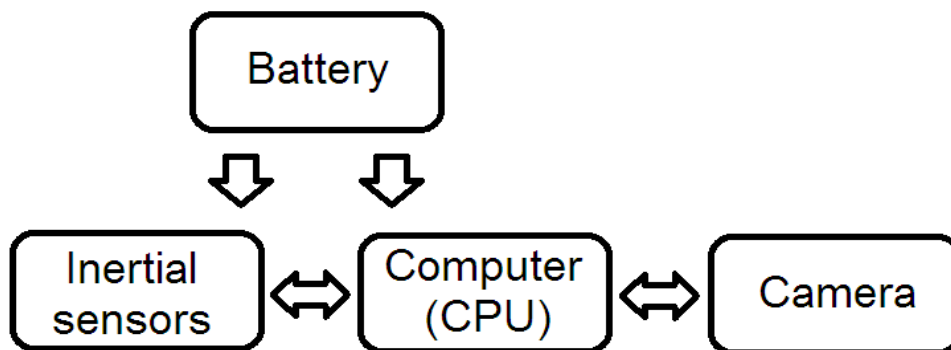 Battery
Inertial
sensors
Computer
(CPU)
Camera